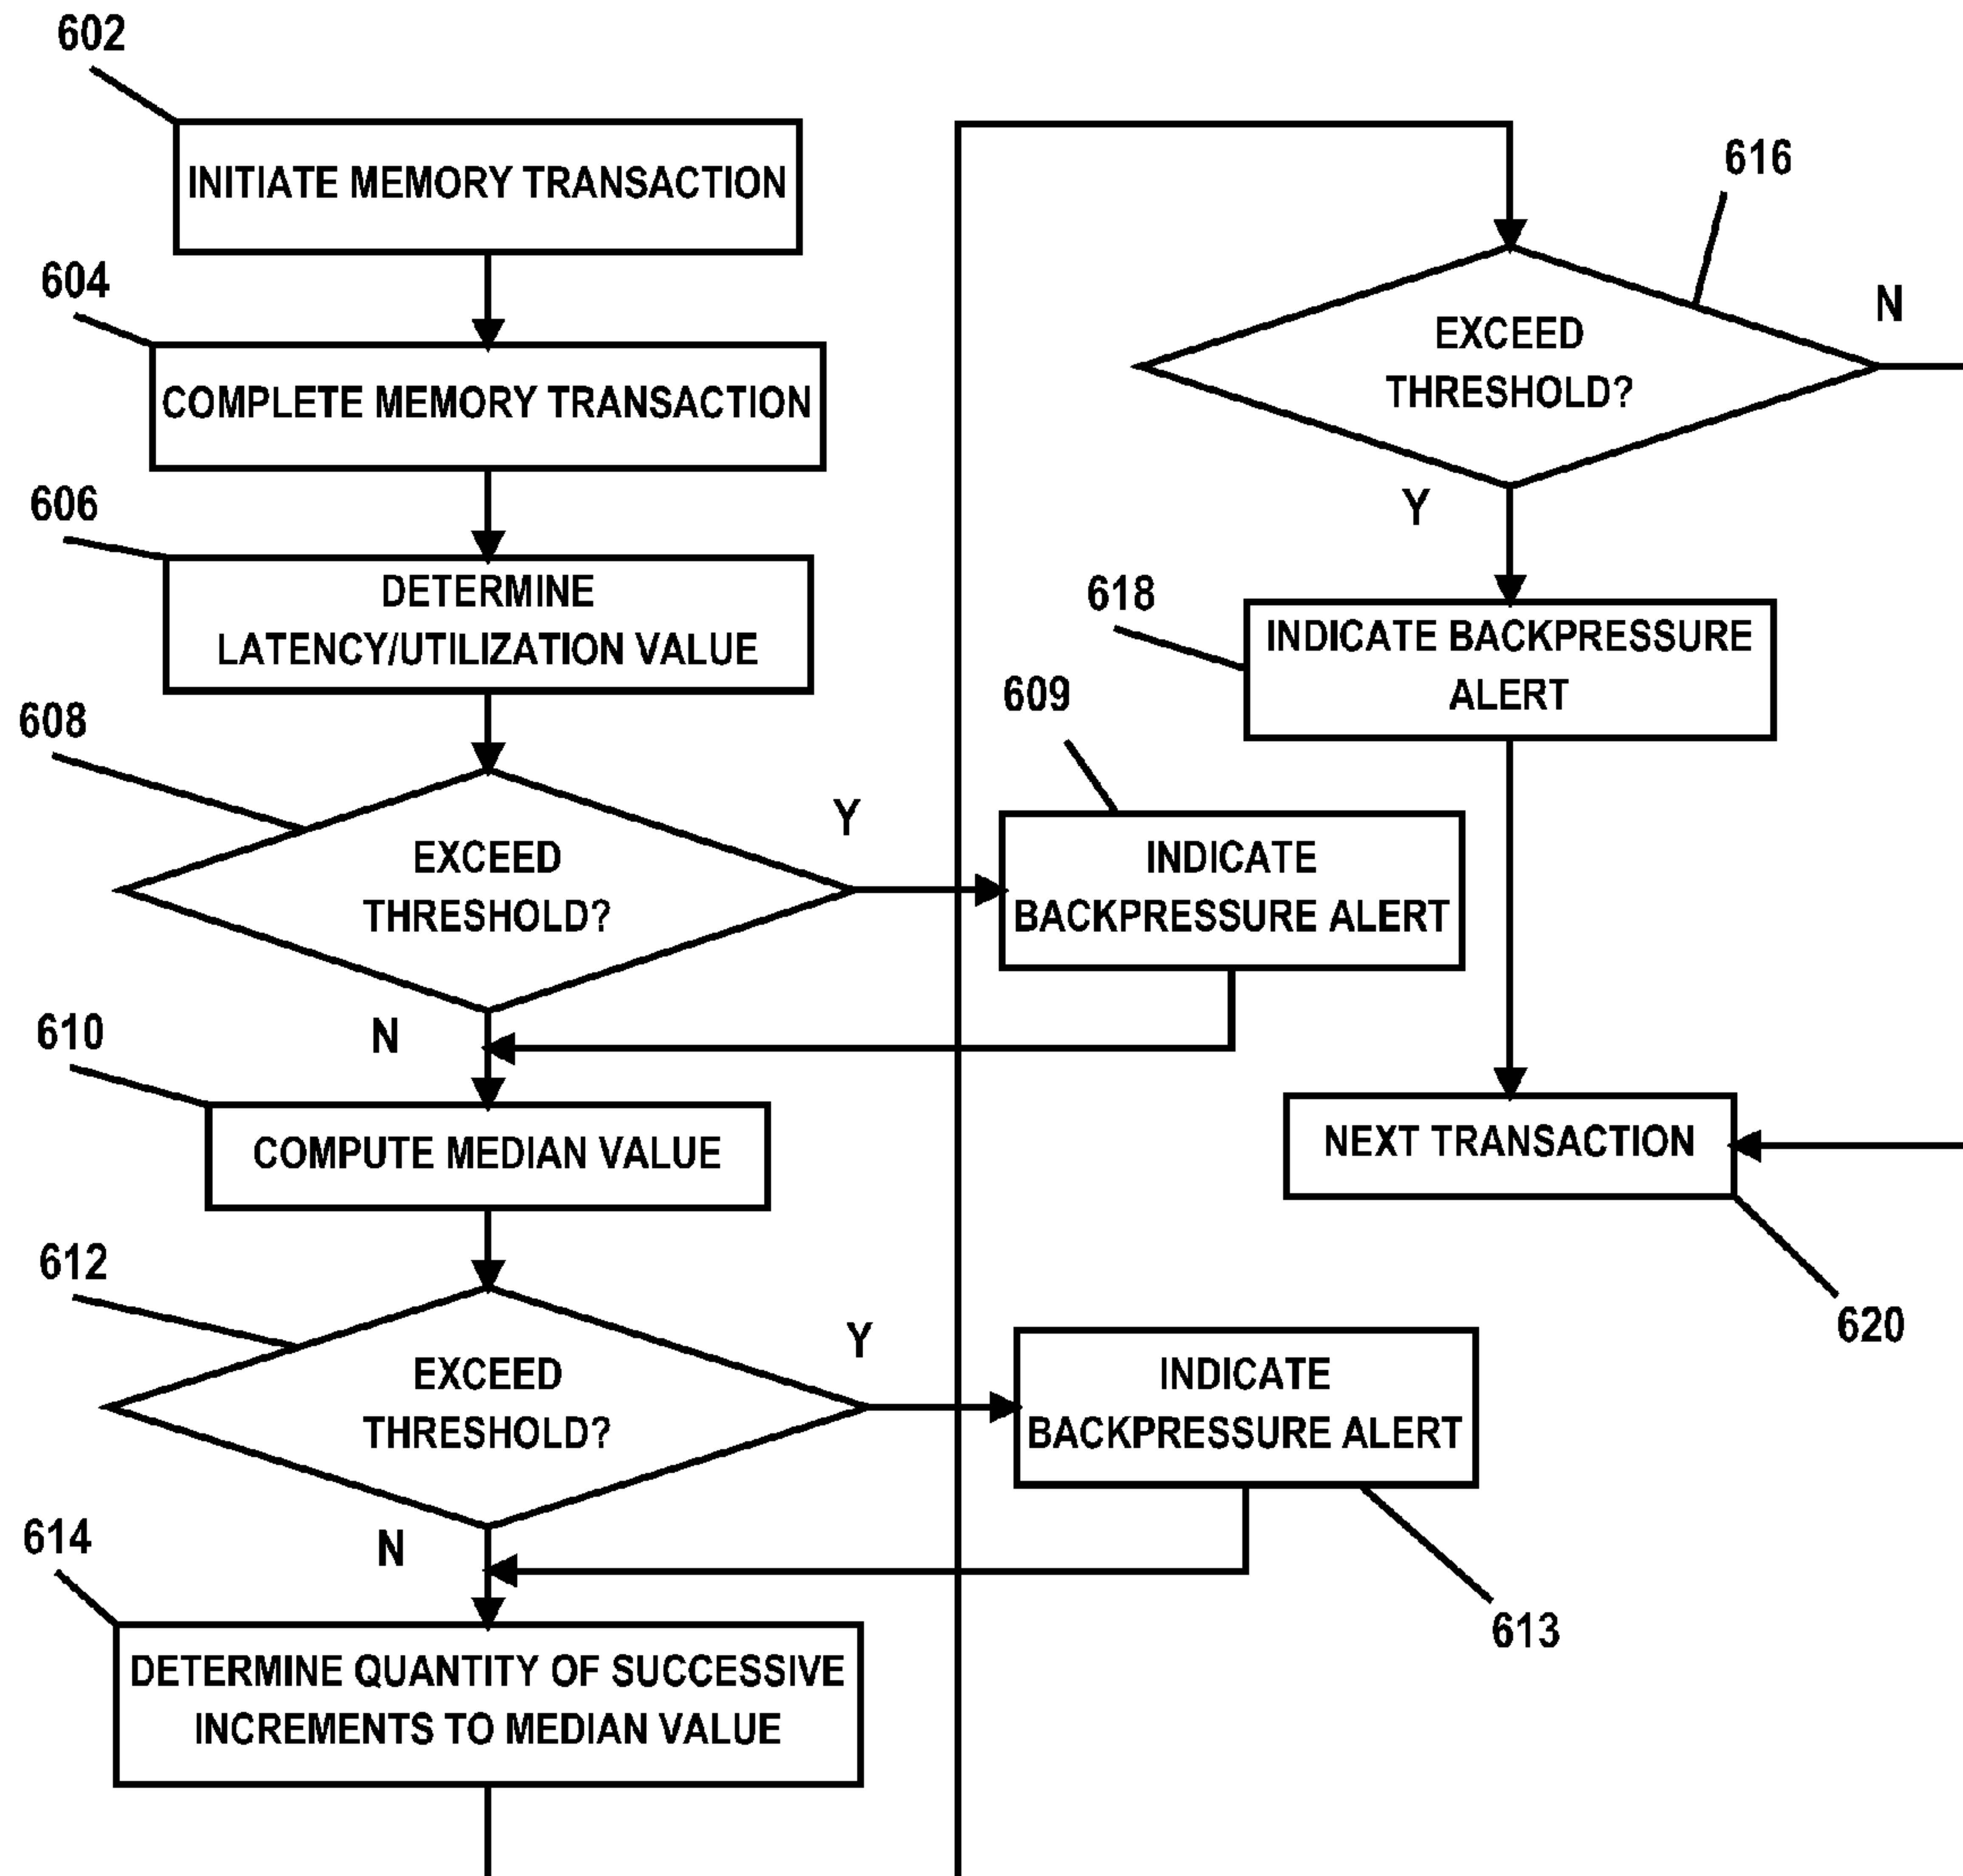 602
INITIATE MEMORY TRANSACTION
604
COMPLETE MEMORY TRANSACTION
606
DETERMINE
LATENCY/UTILIZATION VALUE
608
EXCEED
THRESHOLD?
Y
N
609
INDICATE
BACKPRESSURE ALERT
610
COMPUTE MEDIAN VALUE
612
EXCEED
THRESHOLD?
Y
N
INDICATE
BACKPRESSURE ALERT
613
614
DETERMINE QUANTITY OF SUCCESSIVE
INCREMENTS TO MEDIAN VALUE
616
EXCEED
THRESHOLD?
N
Y
618
INDICATE BACKPRESSURE
ALERT
NEXT TRANSACTION
620